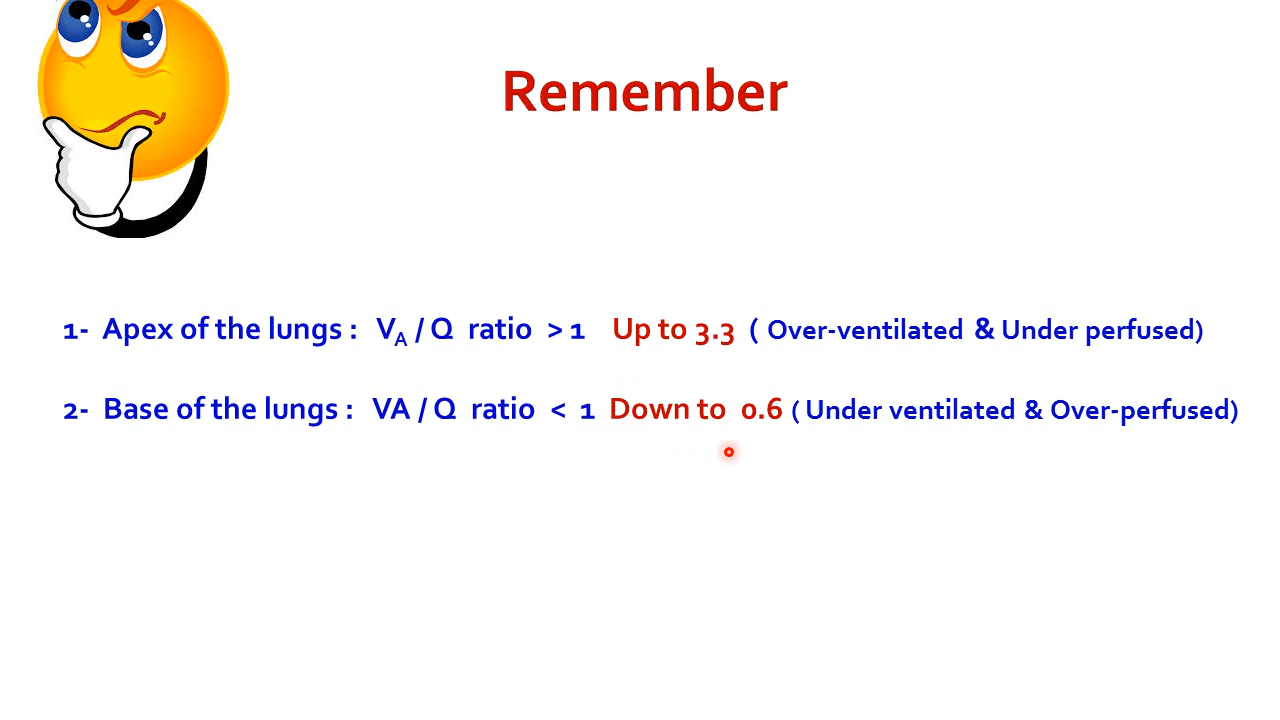 Remember
1- Apex of the lungs : VA / Q ratio > 1 Up to 3.3 ( Over-ventilated & Under perfused)
2- Base of the lungs : VA / Q ratio < 1 Down to 0.6 ( Under ventilated & Over-perfused)